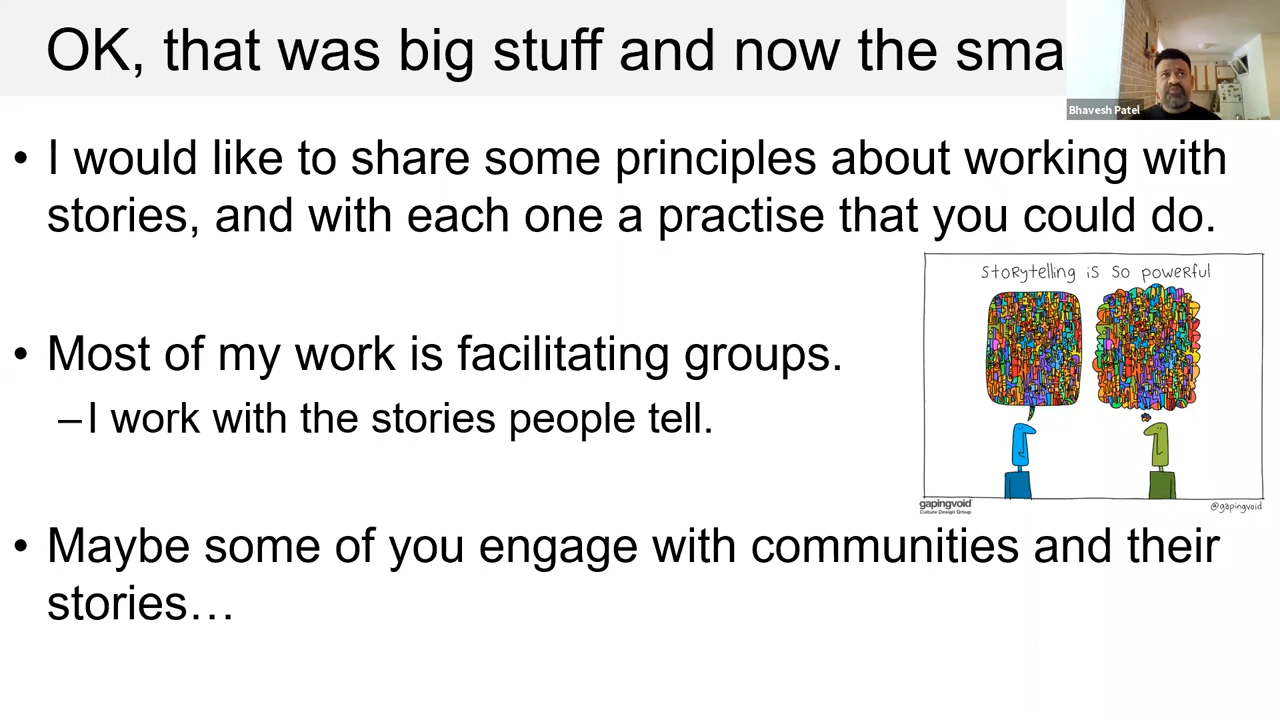 OK, that was big stuff and now the sma
Bhavesh Patel
• I would like to share some principles about working with
stories, and with each one a practise that you could do.
storytelling is so powerful
• Most of my work is facilitating groups.
–I work with the stories people tell.
gapingvoid
Culture Design Group
@gapingvoid
• Maybe some of you engage with communities and their
stories…